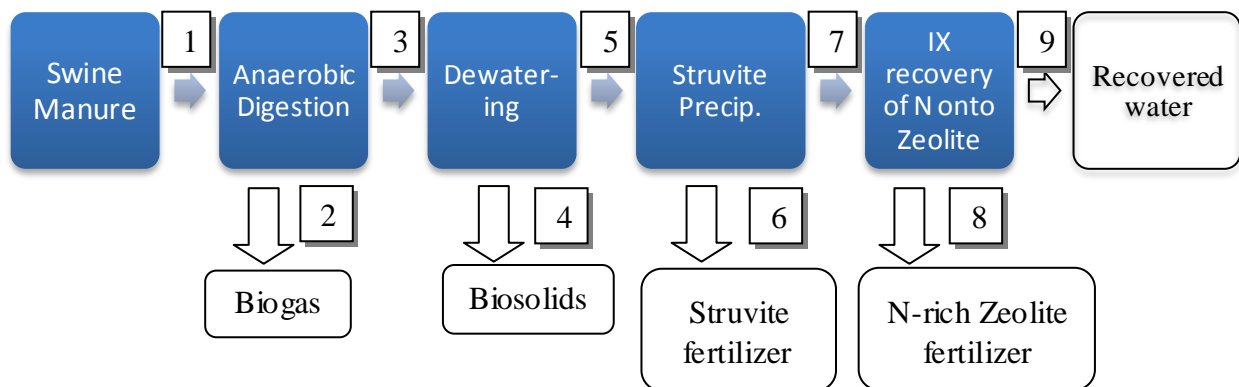 1
3
5
7
9
Swine
Manure
Anaerobic
Digestion
Dewater-
ing
Struvite
Precip.
IX
recovery
of N onto
Zeolite
Recovered
water
2
4
6
8
Biogas
Biosolids
Struvite
fertilizer
N-rich Zeolite
fertilizer